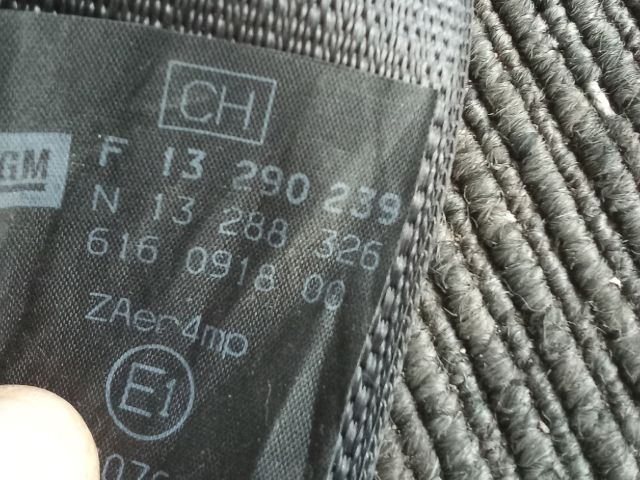 CH
GM
F 13 290 239
N 13 288 326
616 0918 00
ZAer4mp
E1